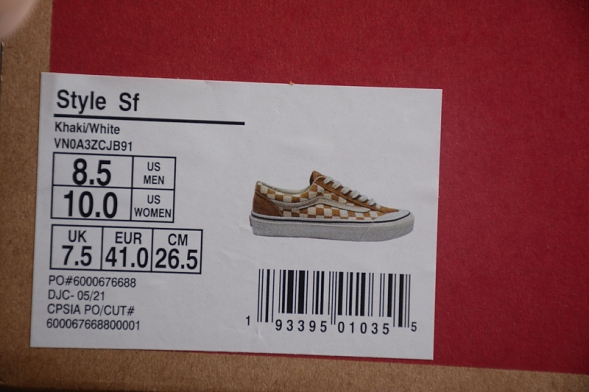 Style Sf
Khaki/White
VN0A3ZCJB91
8.5 US MEN
10.0 US WOMEN
UK EUR CM
7.5 41.0 26.5
PO#6000676688
DJC- 05/21
CPSIA PO/CUT#
600067668800001
1 93395 01035 5